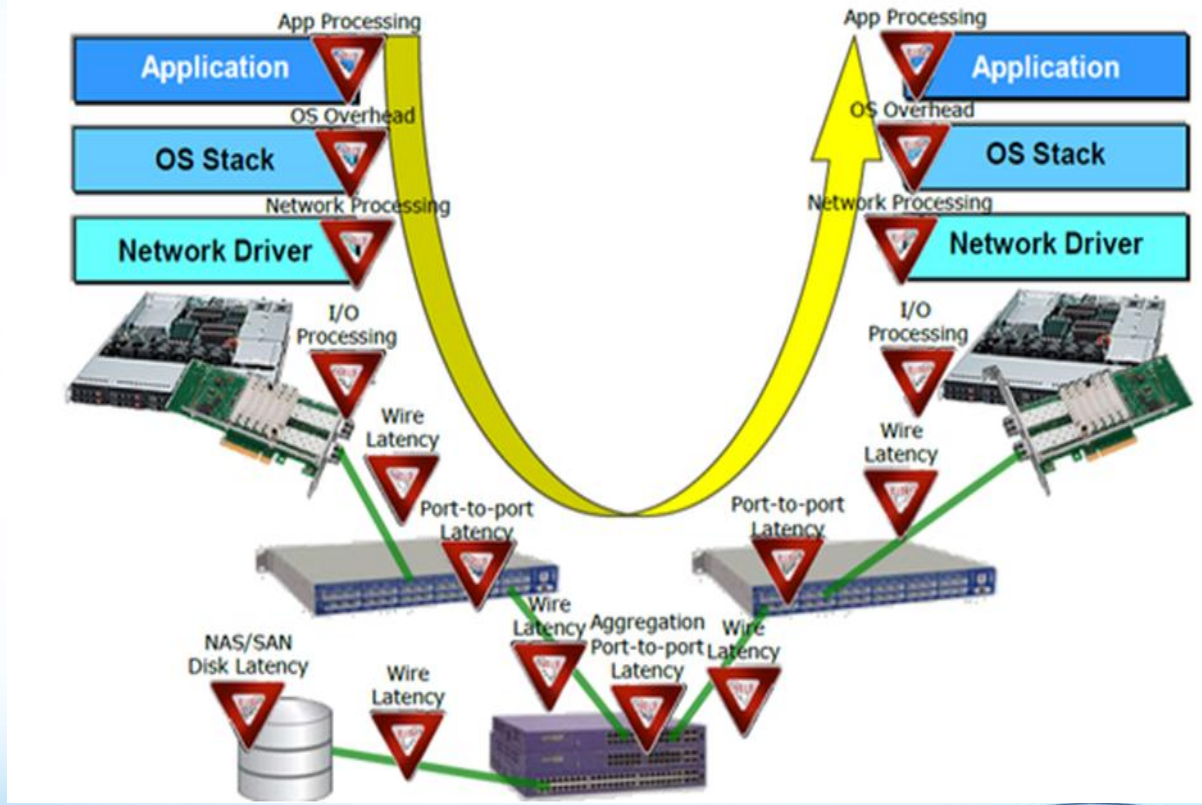 App Processing
App Processing
Application
Application
OS Overhead
OS Overhead
OS Stack
OS Stack
Network Processing
Network Processing
Network Driver
Network Driver
I/O
Processing
I/O
Processing
Wire
Latency
Wire
Latency
Port-to-port
Latency
Port-to-port
Latency
Wire
Latency
Aggregation
Port-to-port
Latency
Wire
Latency
NAS/SAN
Disk Latency
Wire
Latency